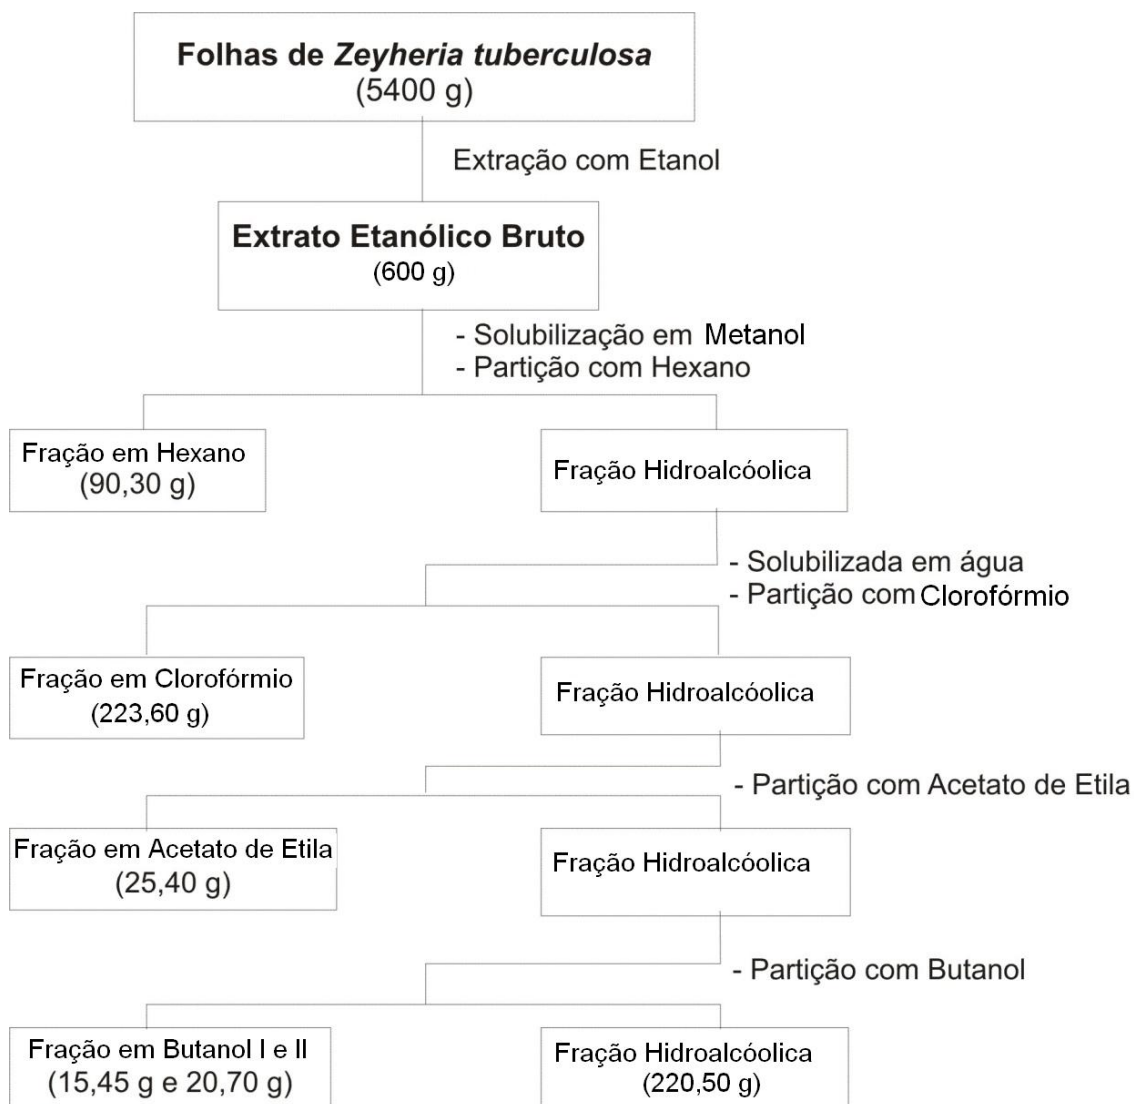 Folhas de Zeyheria tuberculosa
(5400 g)
Extração com Etanol
Extrato Etanólico Bruto
(600 g)
- Solubilização em Metanol
- Partição com Hexano
Fração em Hexano
(90,30 g)
Fração Hidroalcóolica
- Solubilizada em água
- Partição com Clorofórmio
Fração em Clorofórmio
(223,60 g)
Fração Hidroalcóolica
- Partição com Acetato de Etila
Fração em Acetato de Etila
(25,40 g)
Fração Hidroalcóolica
- Partição com Butanol
Fração em Butanol I e II
(15,45 g e 20,70 g)
Fração Hidroalcóolica
(220,50 g)